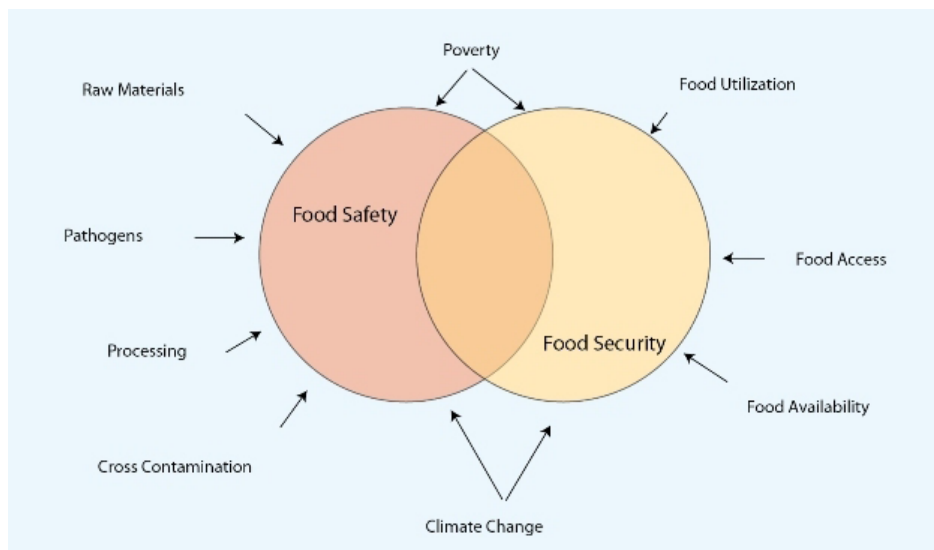 Poverty
Food Utilization
Raw Materials
Food Safety
Pathogens
Food Access
Food Security
Processing
Food Availability
Cross Contamination
Climate Change